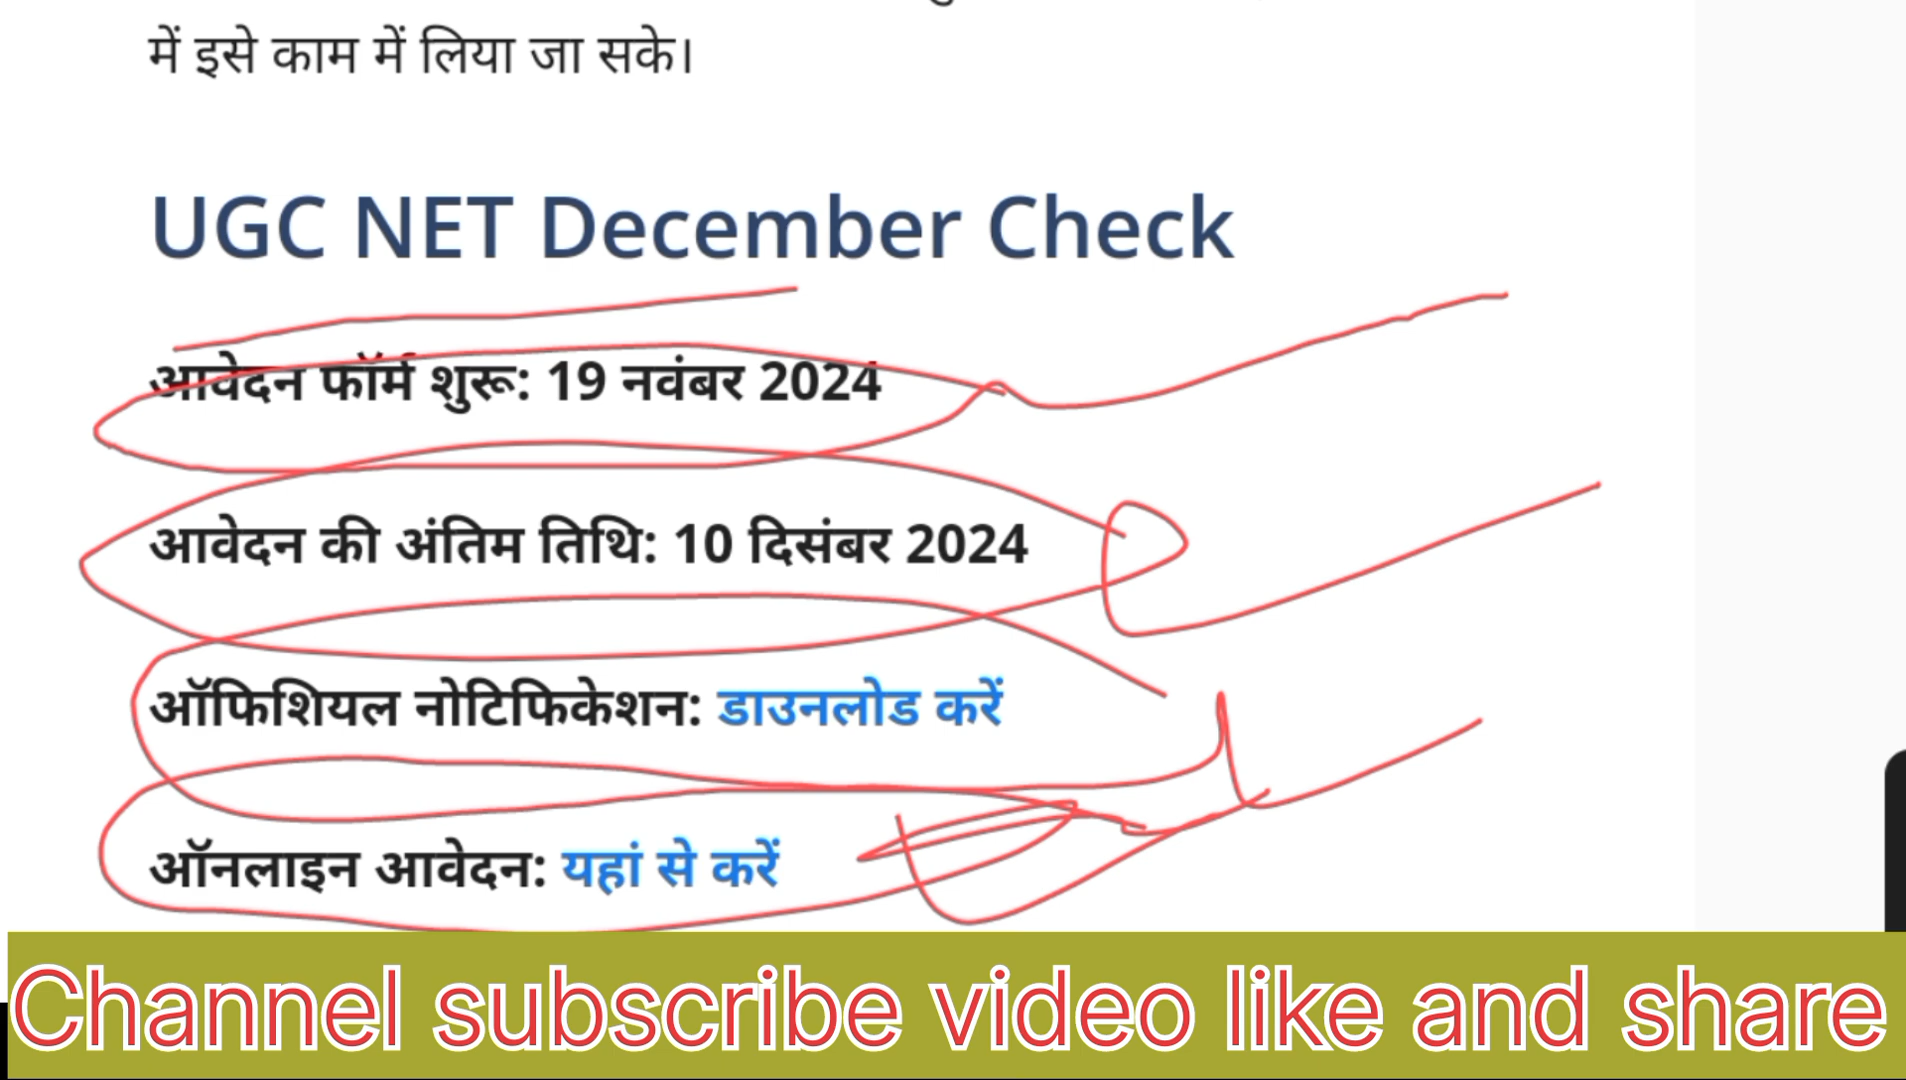 में इसे काम में लिया जा सके।
UGC NET December Check
आवेदन फॉर्म शुरू: 19 नवंबर 2024
आवेदन की अंतिम तिथि: 10 दिसंबर 2024
ऑफिशियल नोटिफिकेशन: डाउनलोड करें
ऑनलाइन आवेदन: यहां से करें
Channel subscribe video like and share